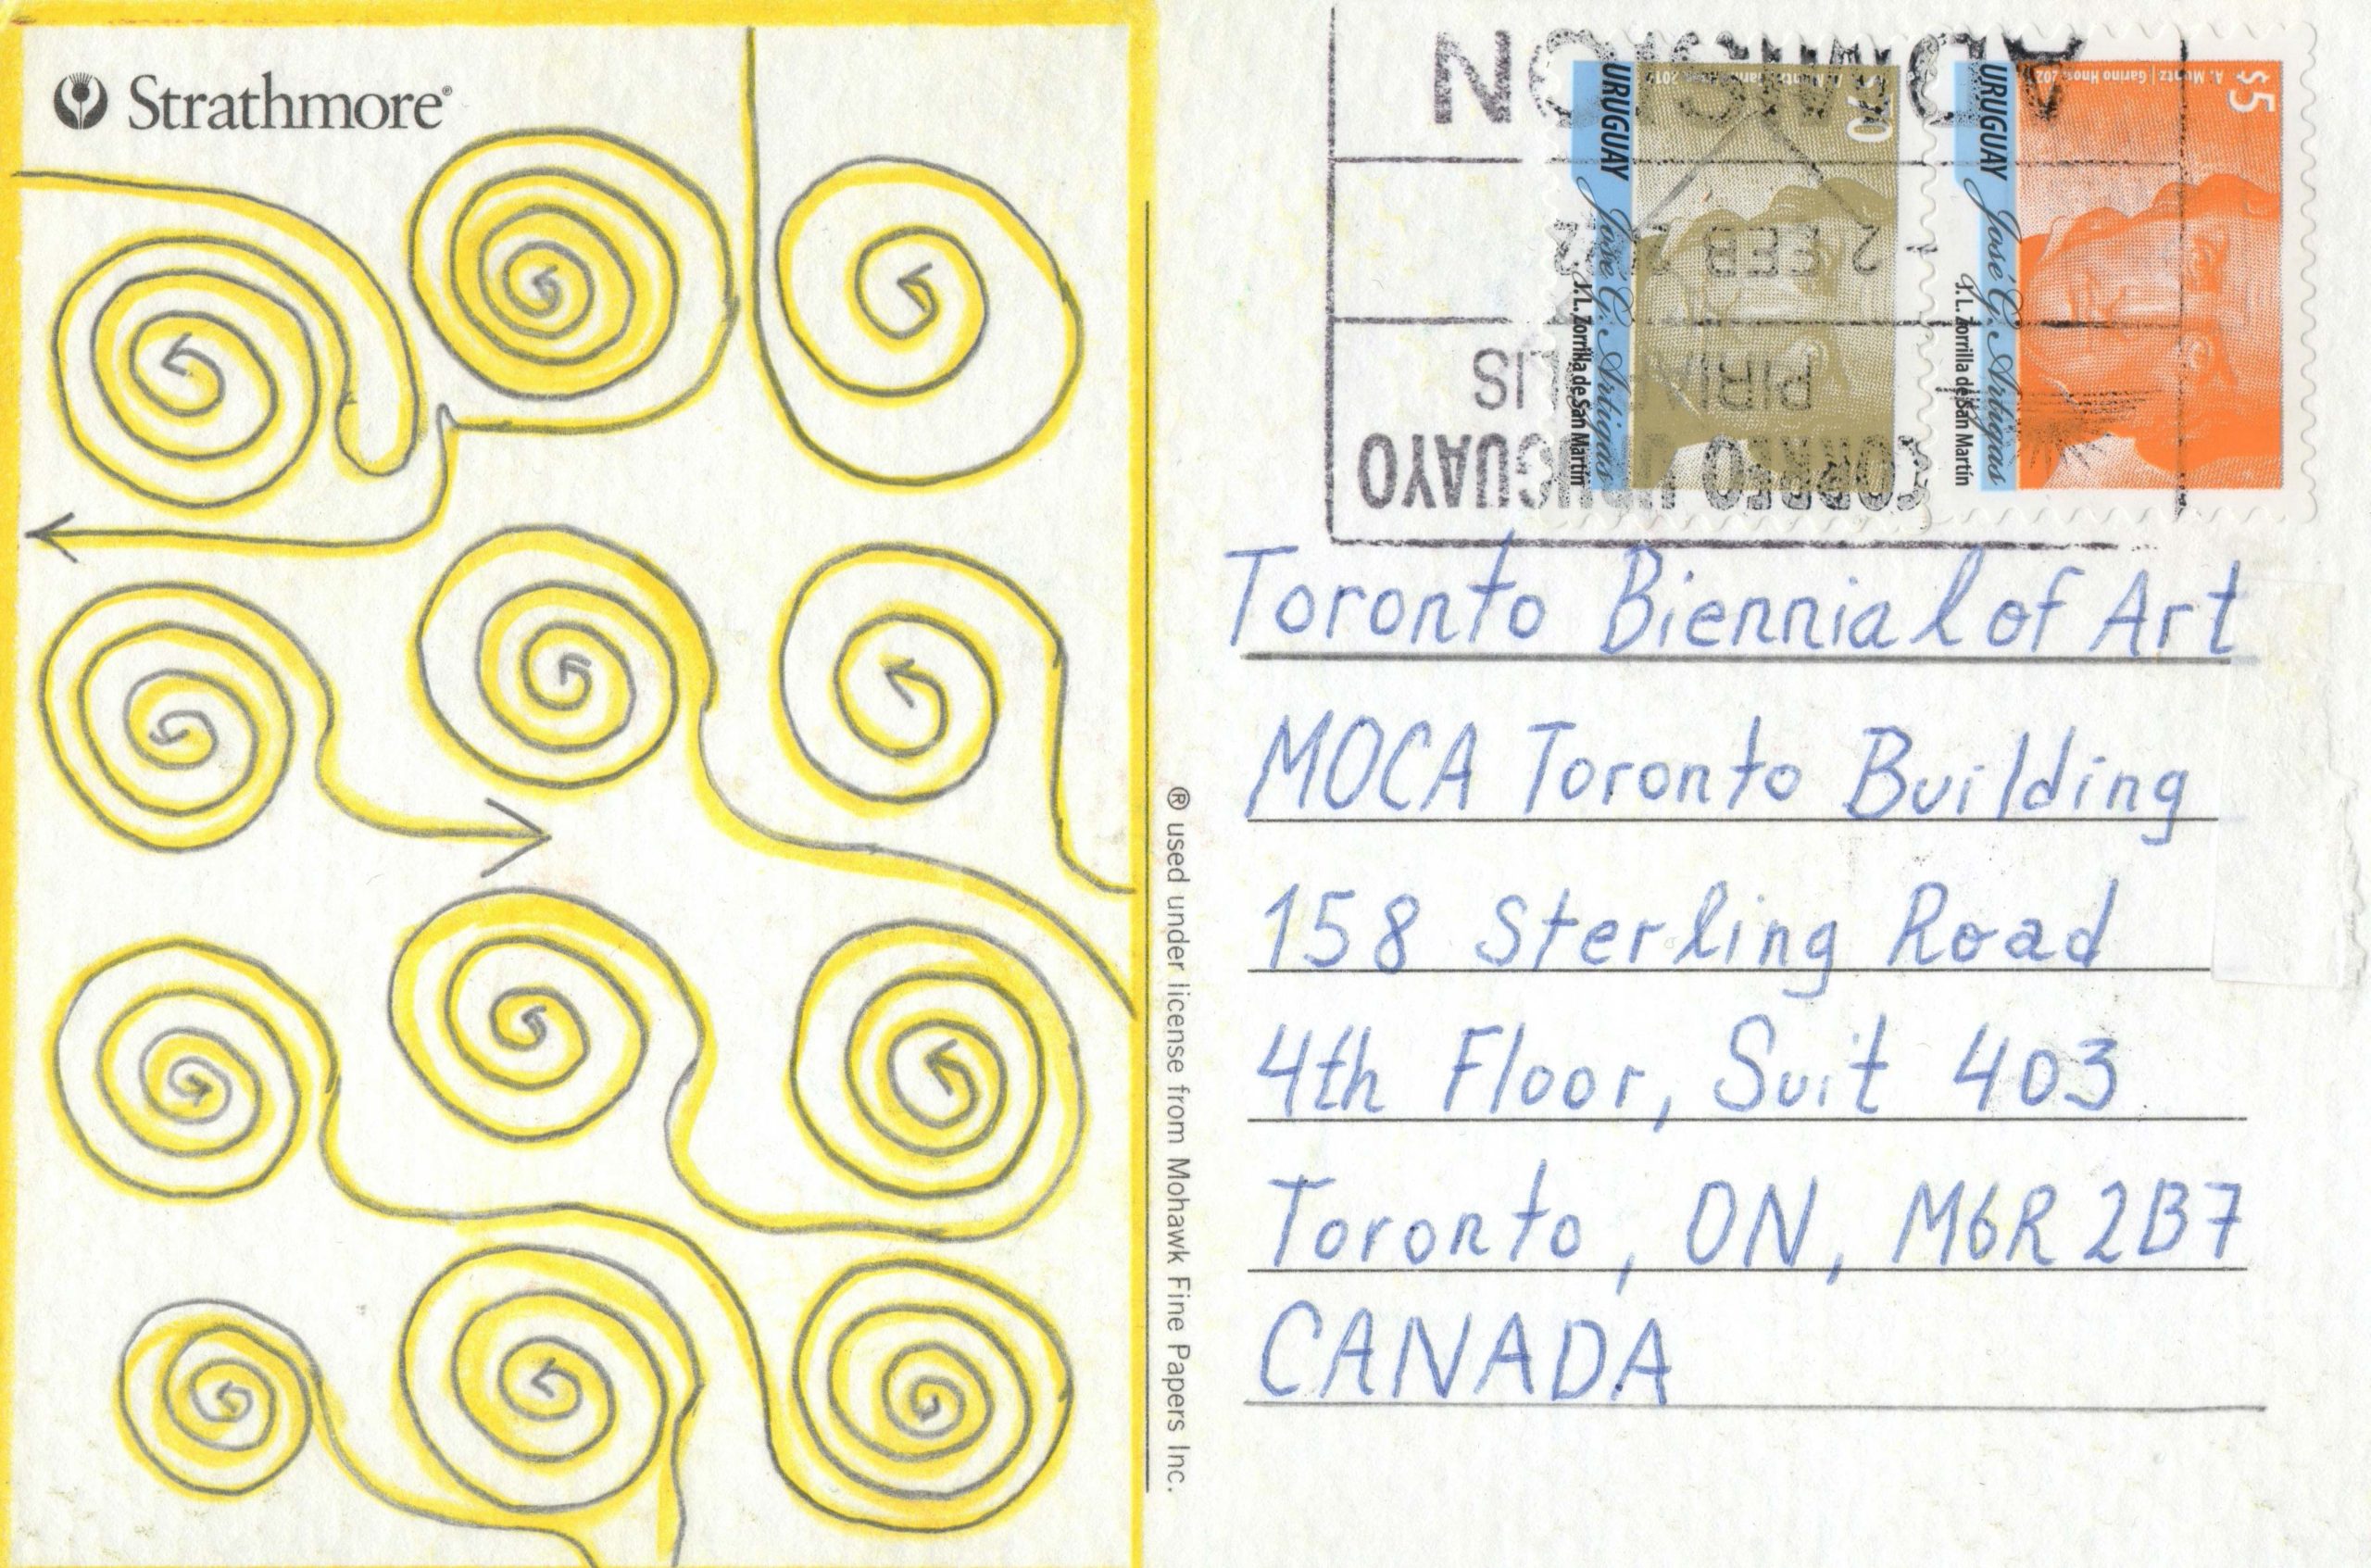 Strathmore®
® used under license from Mohawk Fine Papers Inc.
ADMISION
2 FEB
CORREO URUGUAYO
URUGUAY
José G. Artigas
J.L. Zorrilla de San Martín
$70
URUGUAY
José G. Artigas
J.L. Zorrilla de San Martín
$5
Toronto Biennial of Art
MOCA Toronto Building
158 Sterling Road
4th Floor, Suit 403
Toronto, ON, M6R 2B7
CANADA